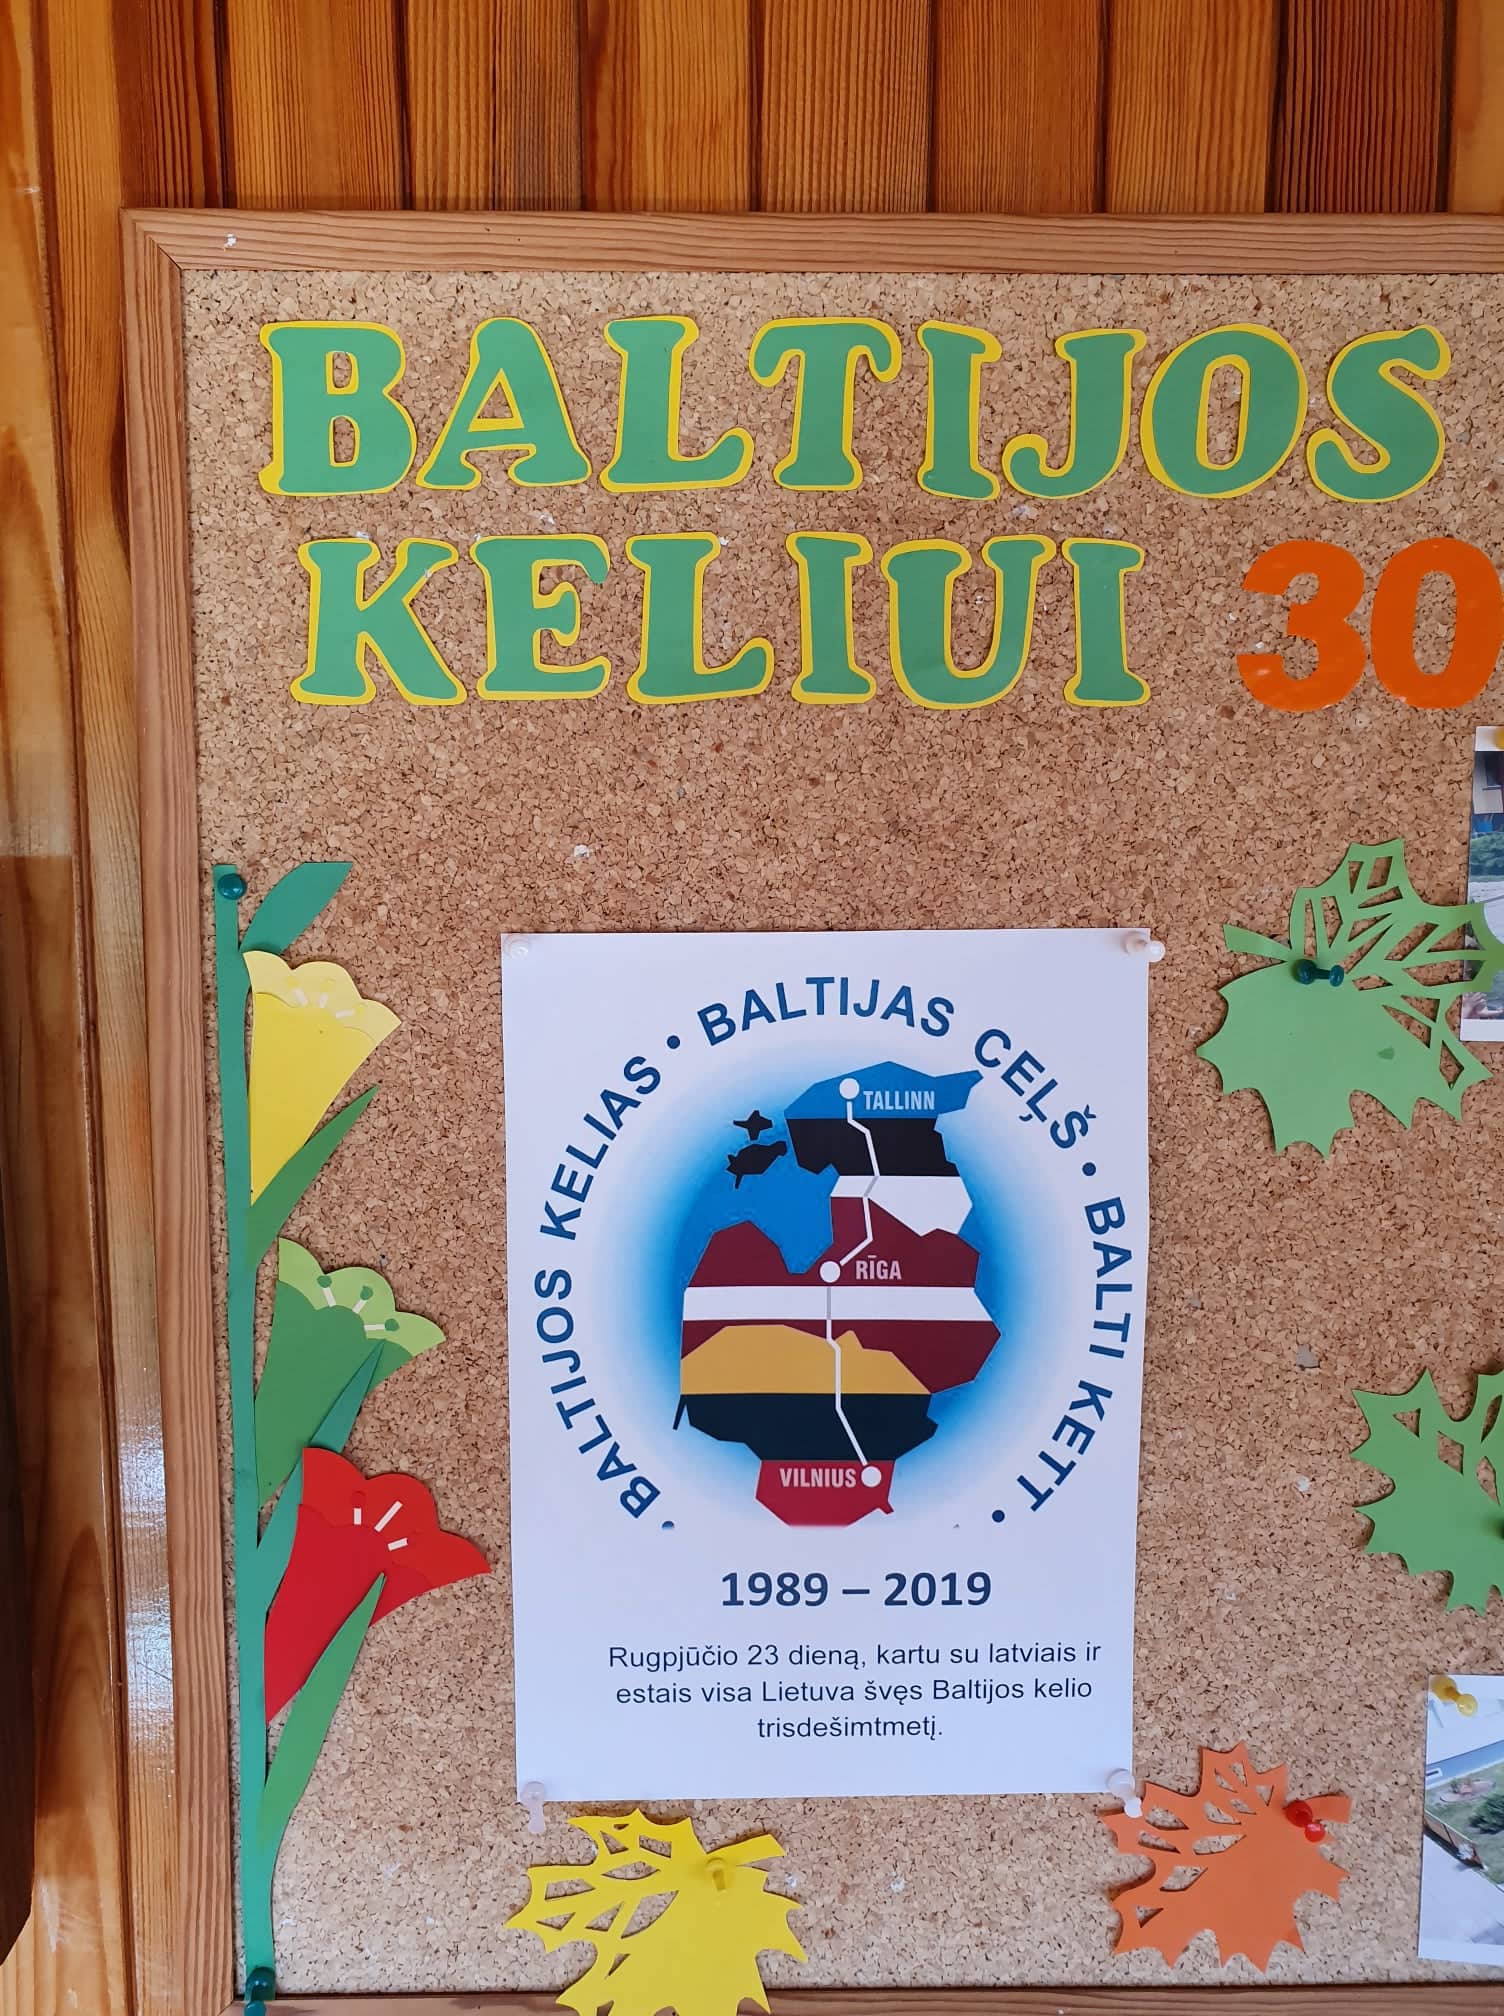 BALTIJOS
KELIUI 30
• BALTIJOS KELIAS • BALTIJAS CEĻŠ • BALTI KETT •
TALLINN
RĪGA
VILNIUS
1989 – 2019
Rugpjūčio 23 dieną, kartu su latviais ir
estais visa Lietuva švęs Baltijos kelio
trisdešimtmetį.